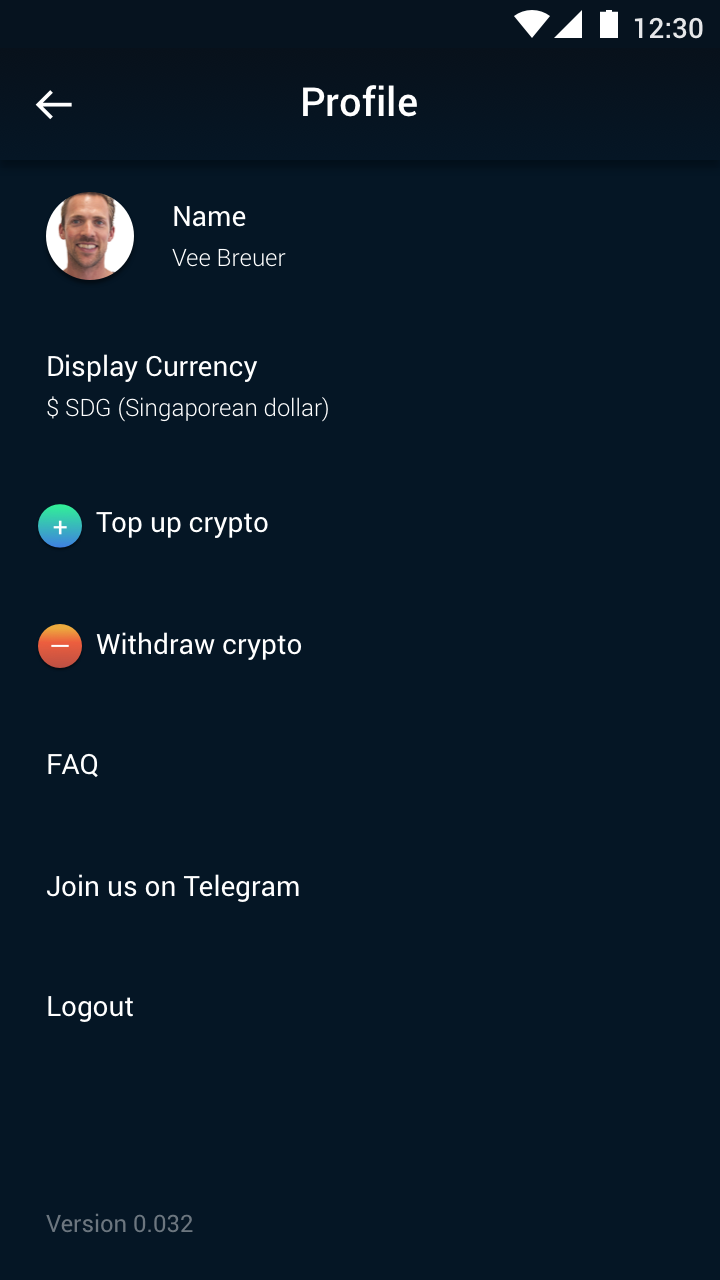 12:30
Profile
Name
Vee Breuer
Display Currency
$ SDG (Singaporean dollar)
Top up crypto
Withdraw crypto
FAQ
Join us on Telegram
Logout
Version 0.032